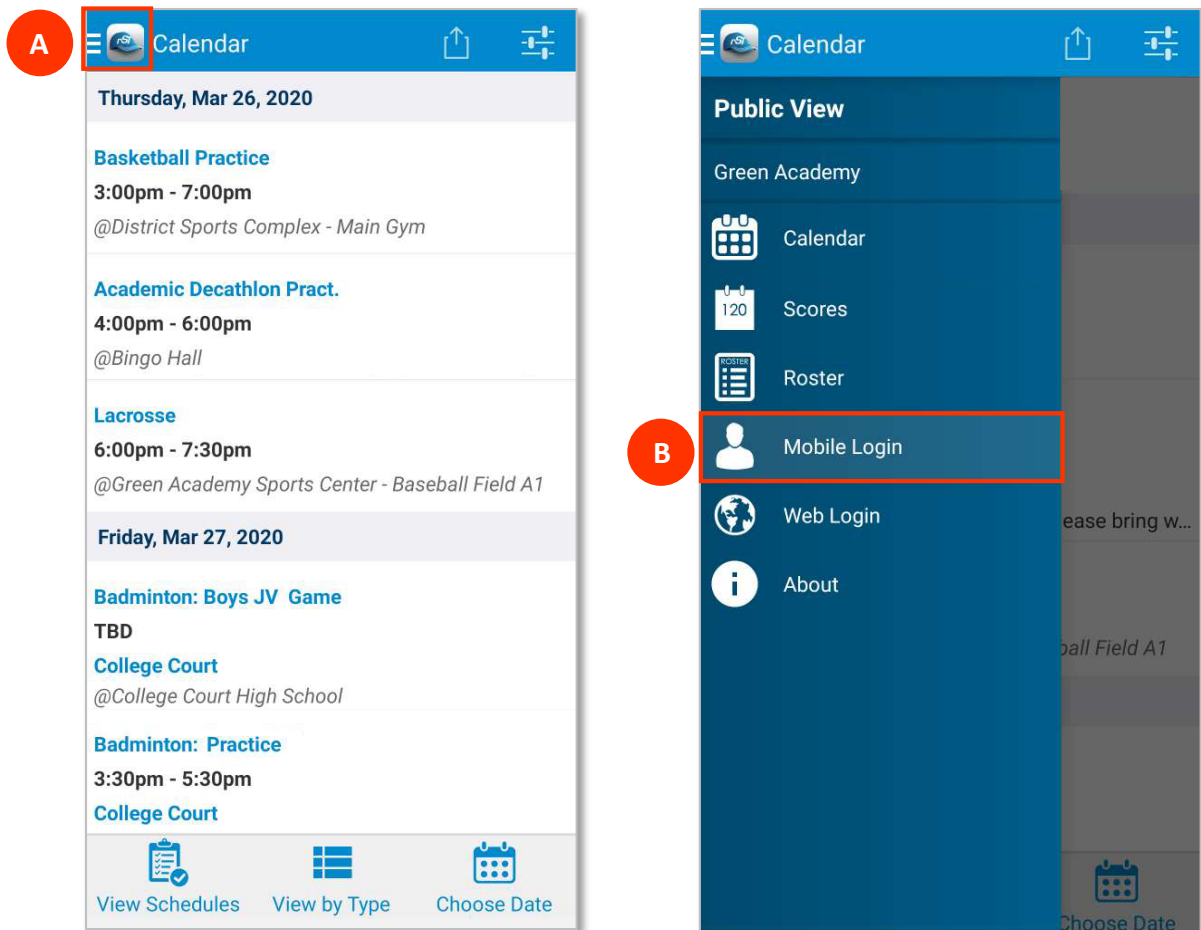 A
rSI
Calendar
Thursday, Mar 26, 2020
Basketball Practice
3:00pm - 7:00pm
@District Sports Complex - Main Gym
Academic Decathlon Pract.
4:00pm - 6:00pm
@Bingo Hall
Lacrosse
6:00pm - 7:30pm
@Green Academy Sports Center - Baseball Field A1
Friday, Mar 27, 2020
Badminton: Boys JV Game
TBD
College Court
@College Court High School
Badminton: Practice
3:30pm - 5:30pm
College Court
View Schedules View by Type Choose Date
rSI
Calendar
Public View
Green Academy
Calendar
120
Scores
ROSTER
Roster
B
Mobile Login
Web Login
ease bring w...
i
About
ball Field A1
Choose Date